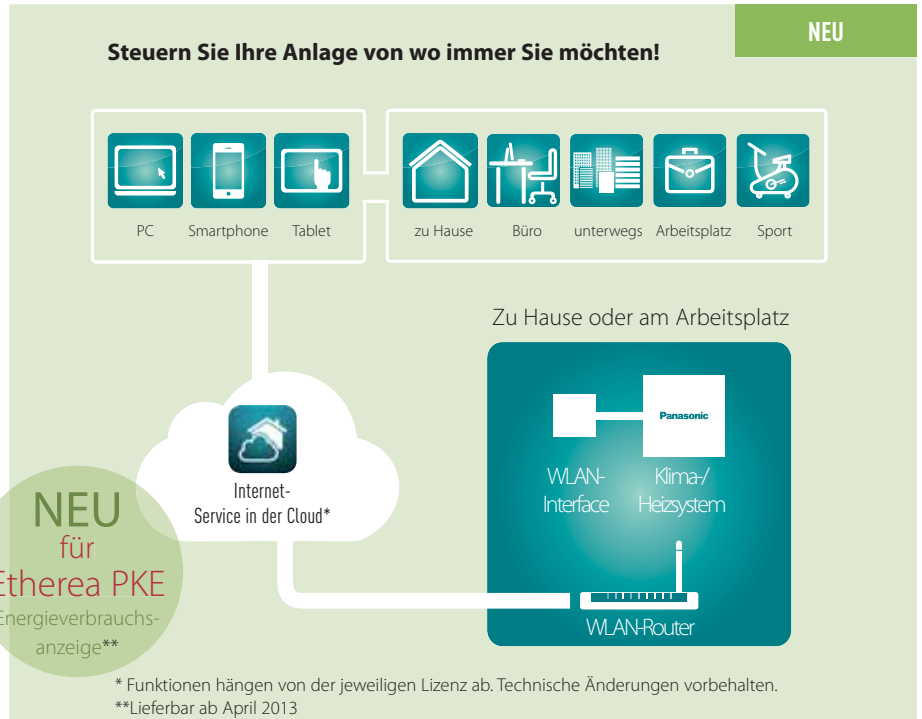 NEU
Steuern Sie Ihre Anlage von wo immer Sie möchten!
PC Smartphone Tablet zu Hause Büro unterwegs Arbeitsplatz Sport
Zu Hause oder am Arbeitsplatz
Panasonic
WLAN-
Interface
Klima-/
Heizsystem
WLAN-Router
Internet-
Service in der Cloud*
NEU
für
Etherea PKE
Energieverbrauchs-
anzeige**
* Funktionen hängen von der jeweiligen Lizenz ab. Technische Änderungen vorbehalten.
**Lieferbar ab April 2013